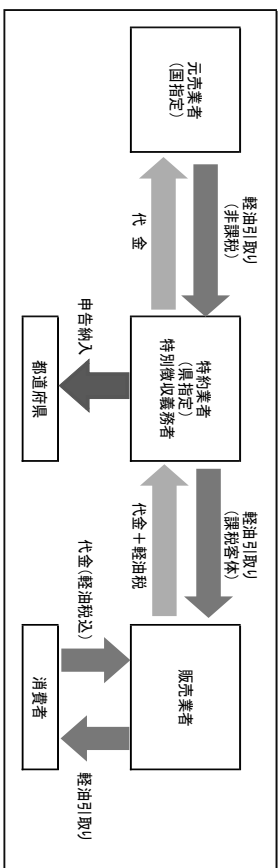 元売業者
（国指定）
軽油引取り
（非課税）
代 金
特約業者
（県指定）
特別徴収義務者
申告納入
都道府県
軽油引取り
（課税客体）
代金＋軽油税
販売業者
代金（軽油税込）
軽油引取り
消費者